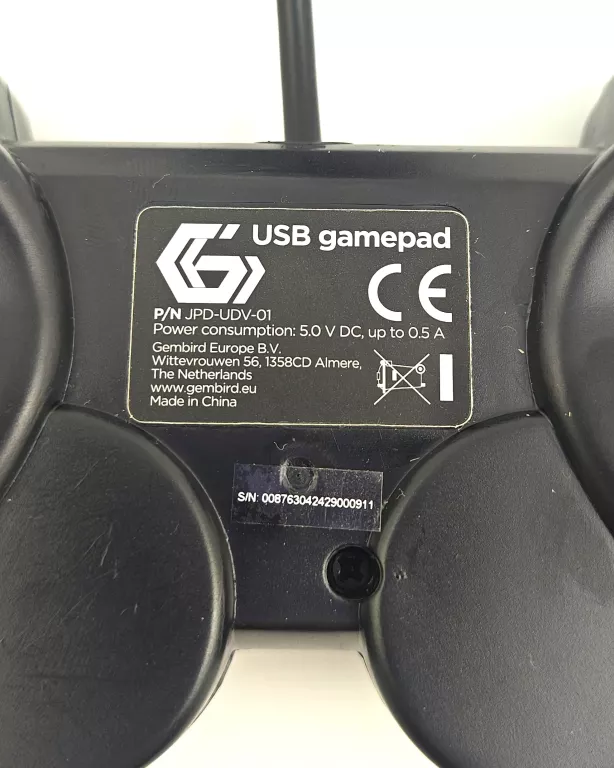 USB gamepad
CE
P/N JPD-UDV-01
Power consumption: 5.0 V DC, up to 0.5 A
Gembird Europe B.V.
Wittevrouwen 56, 1358CD Almere,
The Netherlands
www.gembird.eu
Made in China
S/N: 008763042429000911